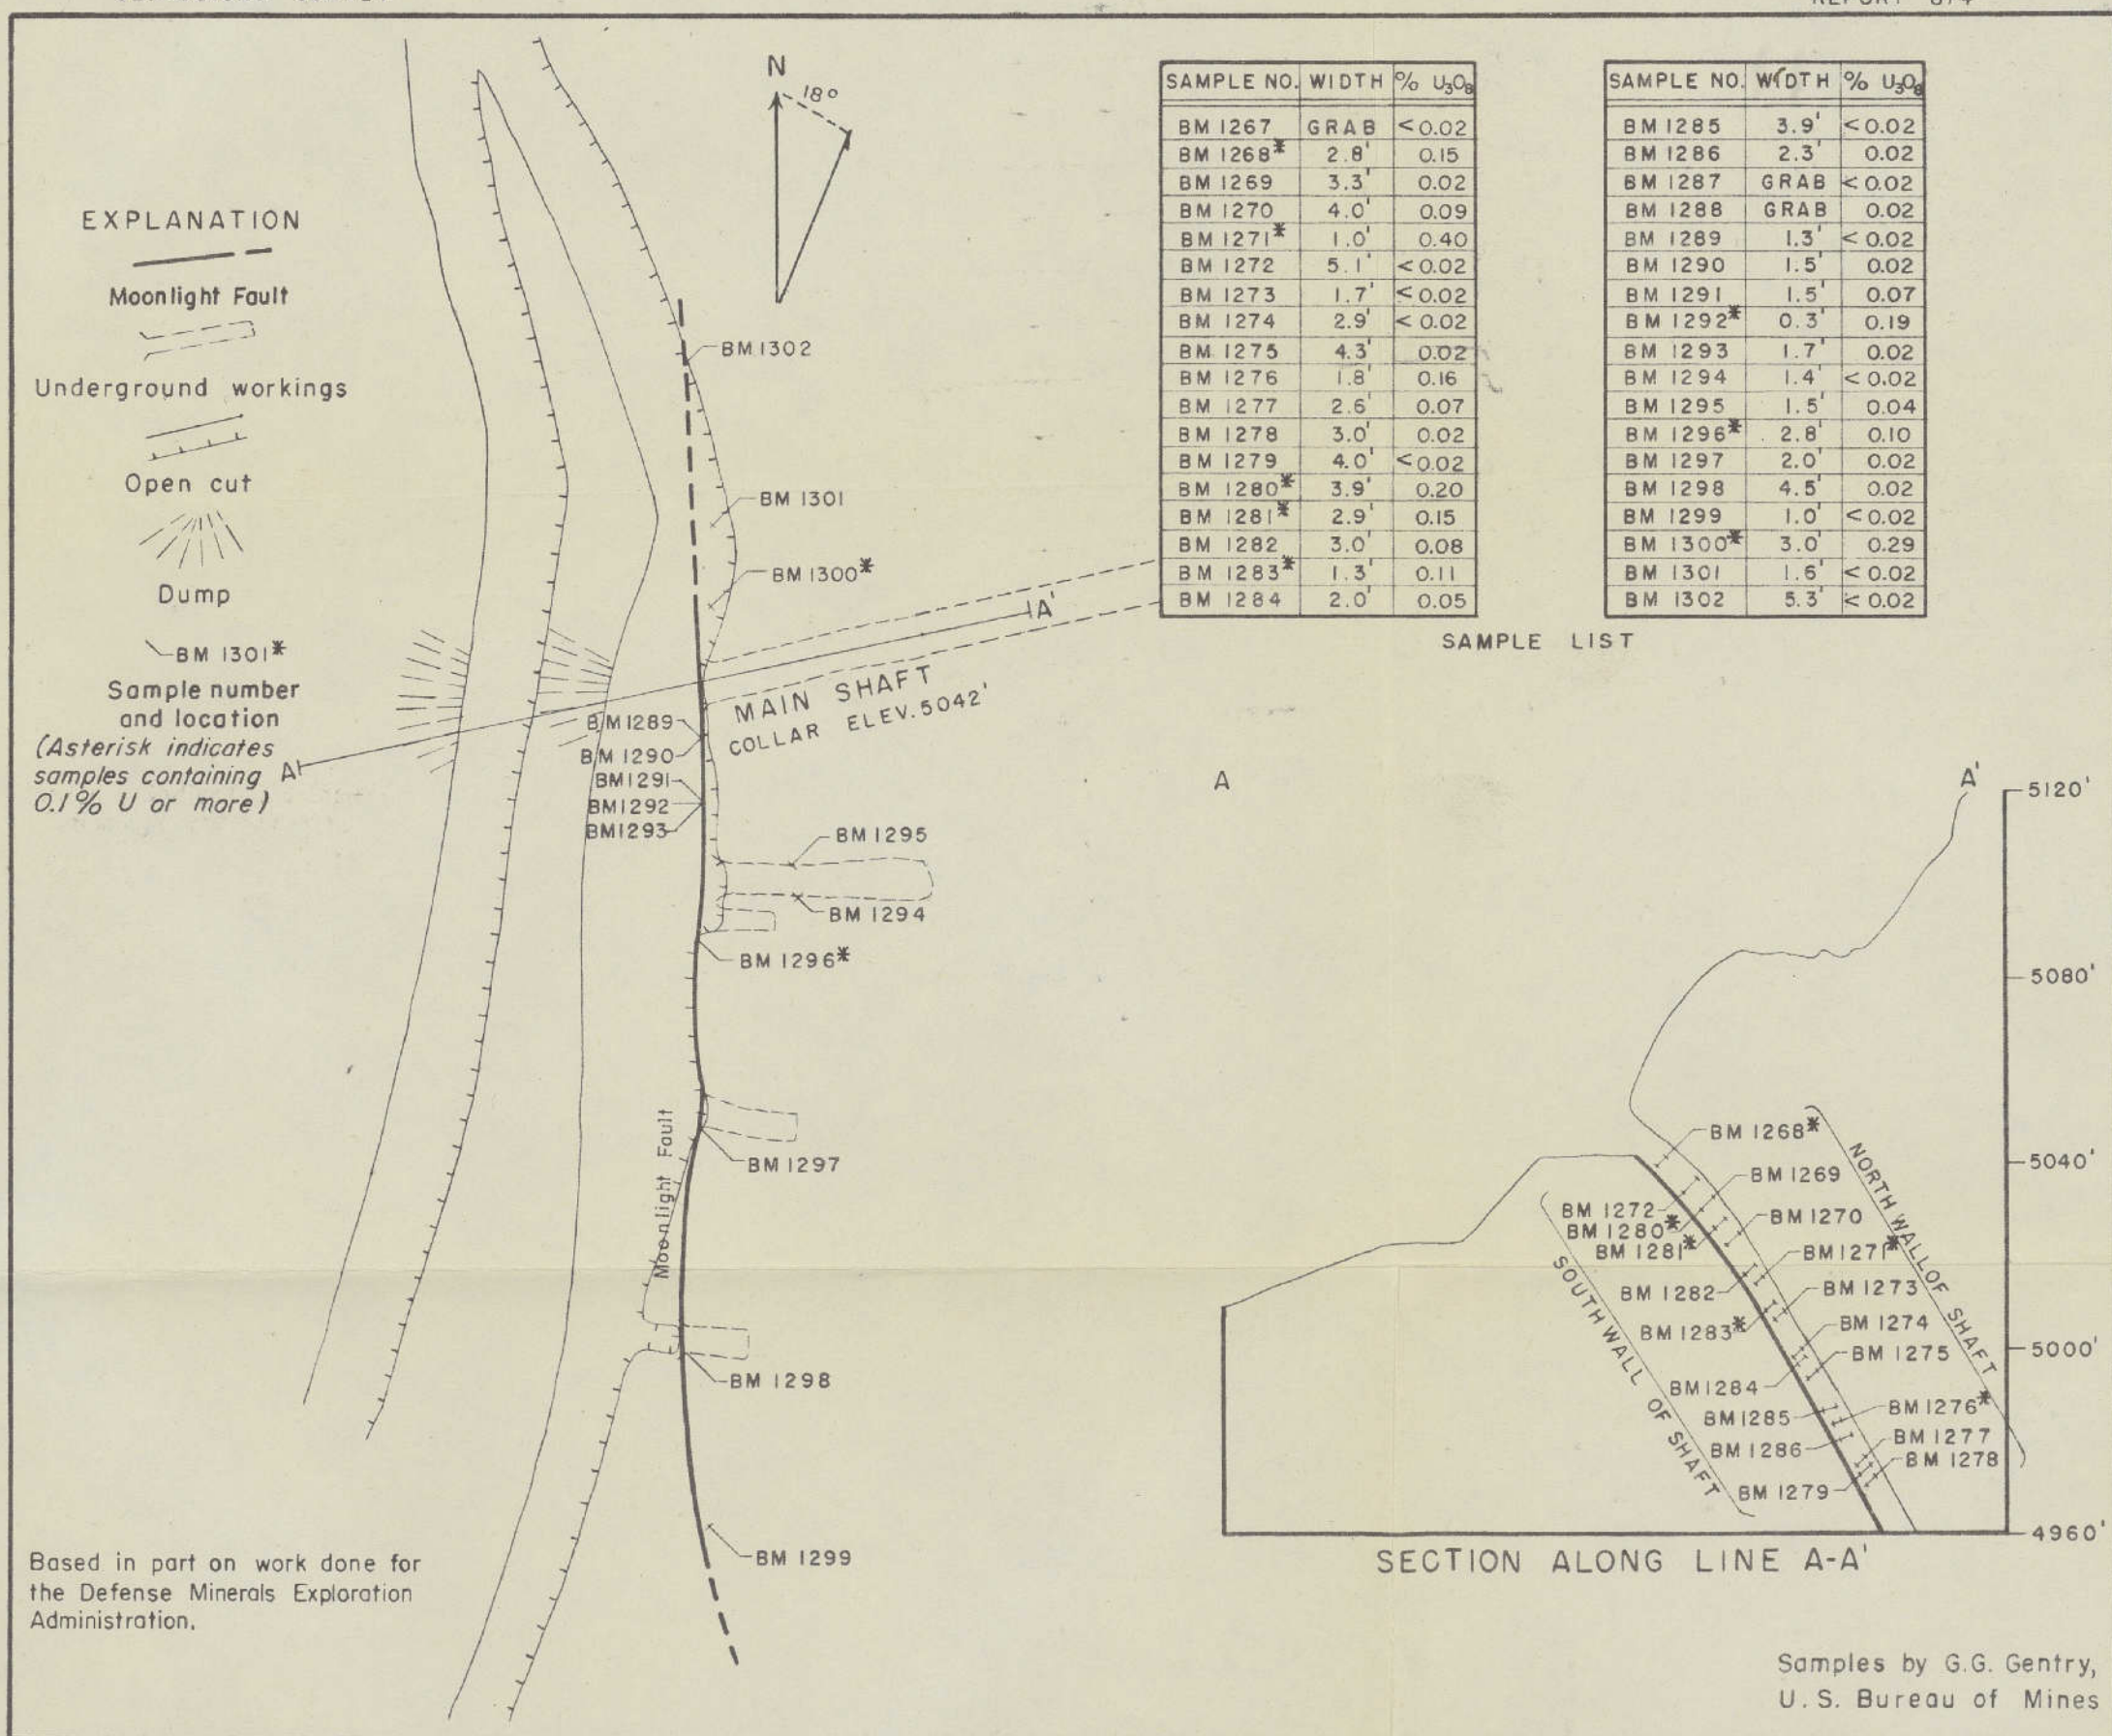 REPORT 674
N
18°
EXPLANATION
Moonlight Fault
Underground workings
Open cut
Dump
BM 1301*
Sample number
and location
(Asterisk indicates
samples containing
0.1% U or more)
BM 1302
BM 1301
BM 1300*
A'
A
MAIN SHAFT
COLLAR ELEV. 5042'
BM1289
BM 1290
BM1291
BM1292
BM1293
BM 1295
BM 1294
BM 1296*
Moonlight Fault
BM 1297
BM 1298
BM 1299
SAMPLE NO. WIDTH % U3O8
BM 1267 GRAB <0.02
BM 1268* 2.8' 0.15
BM 1269 3.3' 0.02
BM 1270 4.0' 0.09
BM 1271* 1.0' 0.40
BM 1272 5.1' <0.02
BM 1273 1.7' <0.02
BM 1274 2.9' <0.02
BM 1275 4.3' 0.02
BM 1276 1.8' 0.16
BM 1277 2.6' 0.07
BM 1278 3.0' 0.02
BM 1279 4.0' <0.02
BM 1280* 3.9' 0.20
BM 1281* 2.9' 0.15
BM 1282 3.0' 0.08
BM 1283* 1.3' 0.11
BM 1284 2.0' 0.05
SAMPLE NO. WIDTH % U3O8
BM 1285 3.9' <0.02
BM 1286 2.3' 0.02
BM 1287 GRAB <0.02
BM 1288 GRAB 0.02
BM 1289 1.3' <0.02
BM 1290 1.5' 0.02
BM 1291 1.5' 0.07
BM 1292* 0.3' 0.19
BM 1293 1.7' 0.02
BM 1294 1.4' <0.02
BM 1295 1.5' 0.04
BM 1296* 2.8' 0.10
BM 1297 2.0' 0.02
BM 1298 4.5' 0.02
BM 1299 1.0' <0.02
BM 1300* 3.0' 0.29
BM 1301 1.6' <0.02
BM 1302 5.3' <0.02
SAMPLE LIST
A
A'
5120'
5080'
5040'
5000'
4960'
BM 1268*
BM 1269
BM 1270
BM 1271*
BM 1273
BM 1274
BM 1275
BM 1276*
BM 1277
BM 1278
NORTH WALL OF SHAFT
BM 1272
BM 1280*
BM 1281*
BM 1282
BM 1283*
BM1284
BM1285
BM 1286
BM 1279
SOUTH WALL OF SHAFT
SECTION ALONG LINE A-A'
Based in part on work done for
the Defense Minerals Exploration
Administration.
Samples by G.G. Gentry,
U.S. Bureau of Mines